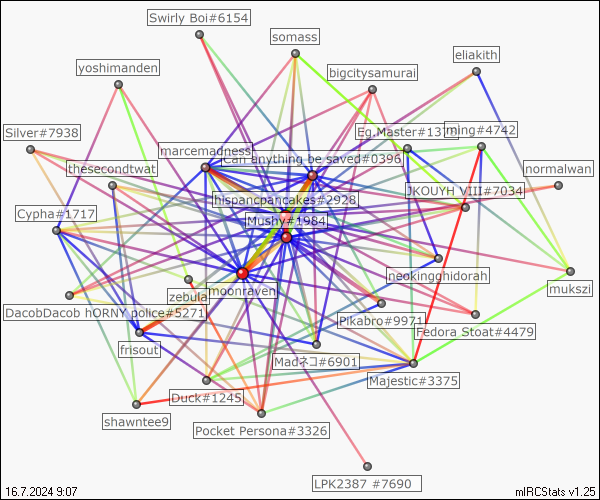 Swirly Boi#6154
somass
eliakith
yoshimanden
bigcitysamurai
Silver#7938
Eg.Master#137
ming#4742
marcemadness
Can anything be saved#0396
thesecondtwat
normalwan
hispancpancakes#2928
JKOUYH VIII#7034
Cypha#1717
Mushy#1984
neokingghidorah
mukszi
zebula
moonraven
DacobDacob hORNY police#5271
Pikabro#9971
Fedora Stoat#4479
frisout
Madネコ#6901
Majestic#3375
Duck#1245
shawntee9
Pocket Persona#3326
LPK2387 #7690
16.7.2024 9:07
mIRCStats v1.25